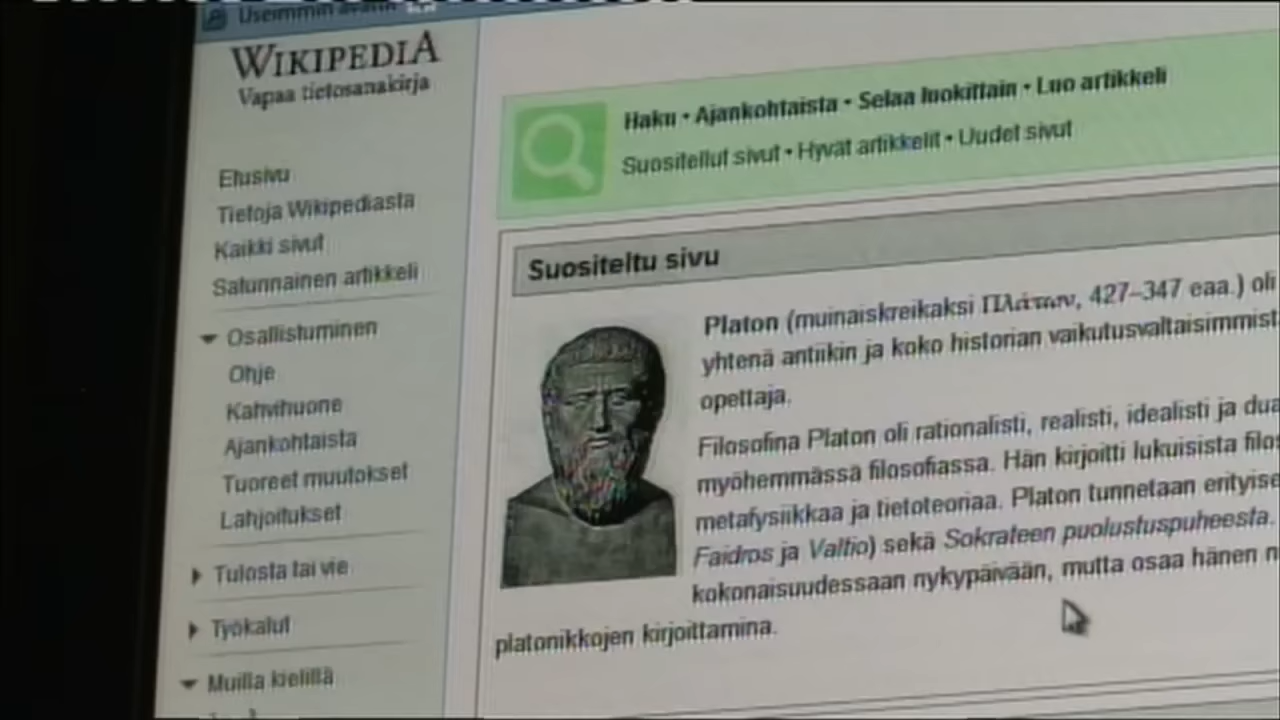 Useimmin avatut
WIKIPEDIA
Vapaa tietosanakirja
Etusivu
Tietoja Wikipediasta
Kaikki sivut
Satunnainen artikkeli
Osallistuminen
Ohje
Kahvihuone
Ajankohtaista
Tuoreet muutokset
Lahjoitukset
Tulosta tai vie
Työkalut
Muilla kielillä
Haku • Ajankohtaista • Selaa luokittain • Luo artikkeli
Suositellut sivut • Hyvät artikkelit • Uudet sivut
Suositeltu sivu
Platon (muinaiskreikaksi Πλάτων, 427–347 eaa.) oli
yhtenä antiikin ja koko historian vaikutusvaltaisimmist
opettaja.
Filosofina Platon oli rationalisti, realisti, idealisti ja dua
myöhemmässä filosofiassa. Hän kirjoitti lukuisista filos
metafysiikkaa ja tietoteoriaa. Platon tunnetaan erityise
Faidros ja Valtio) sekä Sokrateen puolustuspuheesta.
kokonaisuudessaan nykypäivään, mutta osaa hänen n
platonikkojen kirjoittamina.